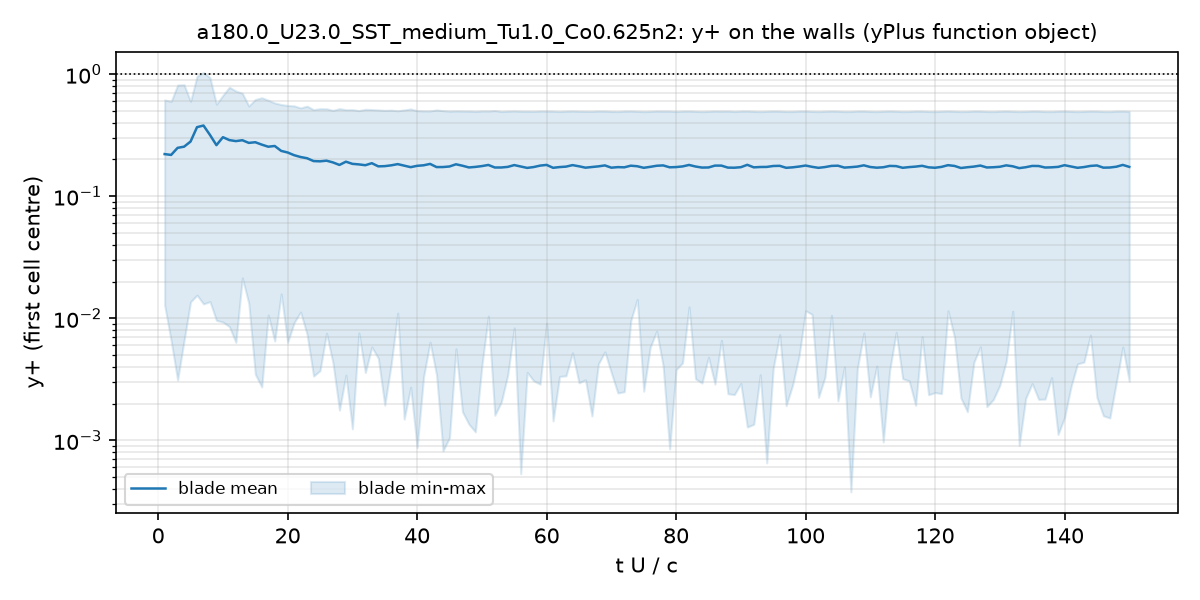 a180.0_U23.0_SST_medium_Tu1.0_Co0.625n2: y+ on the walls (yPlus function object)
y+ (first cell centre)
10^0
10^-1
10^-2
10^-3
blade mean
blade min-max
0 20 40 60 80 100 120 140
t U / c